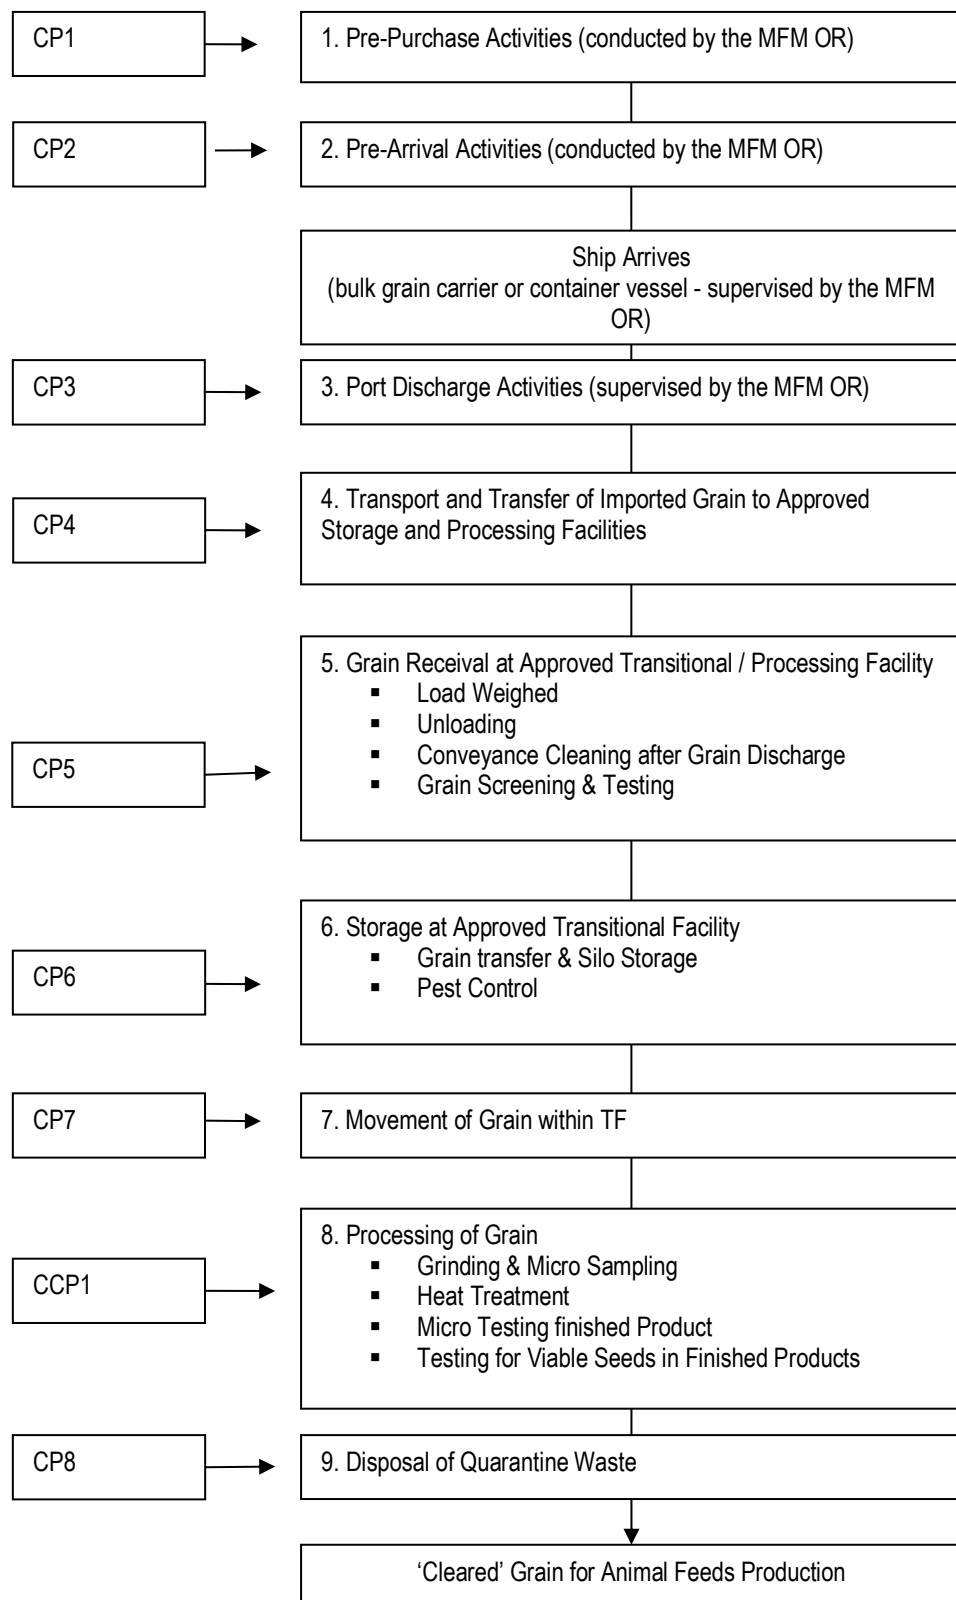 CP1
1. Pre-Purchase Activities (conducted by the MFM OR)
CP2
2. Pre-Arrival Activities (conducted by the MFM OR)
Ship Arrives
(bulk grain carrier or container vessel - supervised by the MFM
OR)
CP3
3. Port Discharge Activities (supervised by the MFM OR)
CP4
4. Transport and Transfer of Imported Grain to Approved
Storage and Processing Facilities
CP5
5. Grain Receival at Approved Transitional / Processing Facility
▪ Load Weighed
▪ Unloading
▪ Conveyance Cleaning after Grain Discharge
▪ Grain Screening & Testing
CP6
6. Storage at Approved Transitional Facility
▪ Grain transfer & Silo Storage
▪ Pest Control
CP7
7. Movement of Grain within TF
CCP1
8. Processing of Grain
▪ Grinding & Micro Sampling
▪ Heat Treatment
▪ Micro Testing finished Product
▪ Testing for Viable Seeds in Finished Products
CP8
9. Disposal of Quarantine Waste
‘Cleared’ Grain for Animal Feeds Production